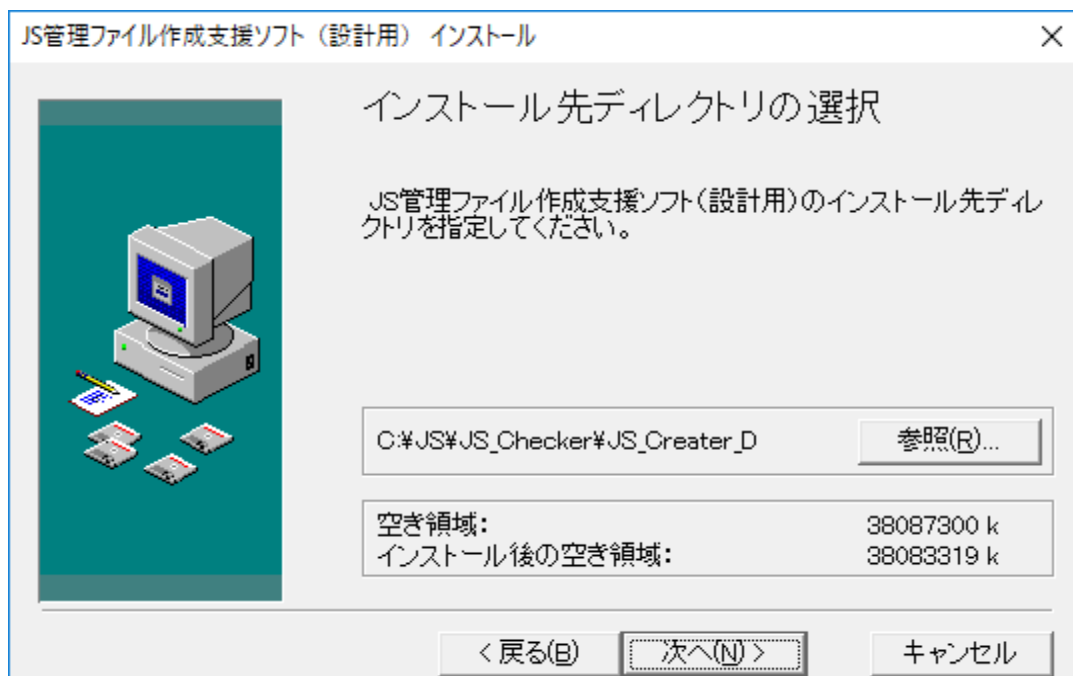 JS管理ファイル作成支援ソフト（設計用） インストール
インストール先ディレクトリの選択
JS管理ファイル作成支援ソフト(設計用)のインストール先ディレ
クトリを指定してください。
C:¥JS¥JS_Checker¥JS_Creater_D
参照(R)...
空き領域: 38087300 k
インストール後の空き領域: 38083319 k
< 戻る(B)
次へ(N) >
キャンセル